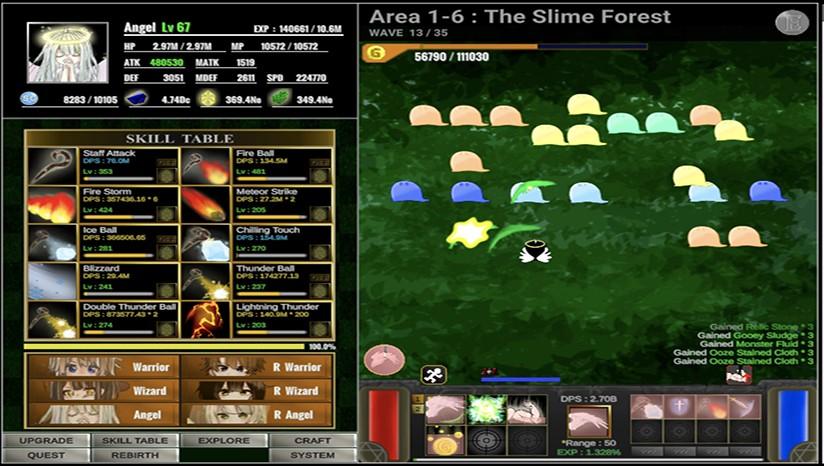 Angel Lv 67
EXP : 140661 / 10.6M
HP 2.97M / 2.97M MP 10572 / 10572
ATK 480530 MATK 1519
DEF 3051 MDEF 2611 SPD 224770
8283 / 10105 4.74Dc 369.4No 349.4No
SKILL TABLE
Staff Attack
DPS : 76.0M
Lv : 353
Fire Ball
DPS : 134.5M
Lv : 481
Fire Storm
DPS : 357436.16 * 6
Lv : 424
Meteor Strike
DPS : 27.2M * 2
Lv : 205
Ice Ball
DPS : 366506.65
Lv : 281
Chilling Touch
DPS : 154.9M
Lv : 270
Blizzard
DPS : 29.4M
Lv : 241
Thunder Ball
DPS : 174277.13
Lv : 237
Double Thunder Ball
DPS : 873577.43 * 2
Lv : 274
Lightning Thunder
DPS : 140.9M * 200
Lv : 203
100.0%
Warrior R Warrior
Wizard R Wizard
Angel R Angel
UPGRADE SKILL TABLE EXPLORE CRAFT
QUEST REBIRTH SYSTEM
Area 1-6 : The Slime Forest
WAVE 13 / 35
G
56790 / 111030
Gained Relic Stone * 3
Gained Gooey Sludge * 3
Gained Monster Fluid * 3
Gained Ooze Stained Cloth * 3
Gained Ooze Stained Cloth * 3
1
2
DPS : 2.70B
*Range : 50
EXP : 1.328%